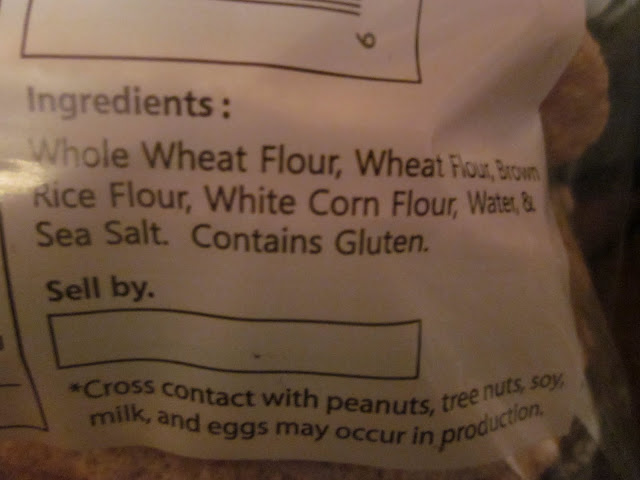 6
Ingredients:
Whole Wheat Flour, Wheat Flour, Brown
Rice Flour, White Corn Flour, Water, &
Sea Salt. Contains Gluten.
Sell by.
*Cross contact with peanuts, tree nuts, soy,
milk, and eggs may occur in production.